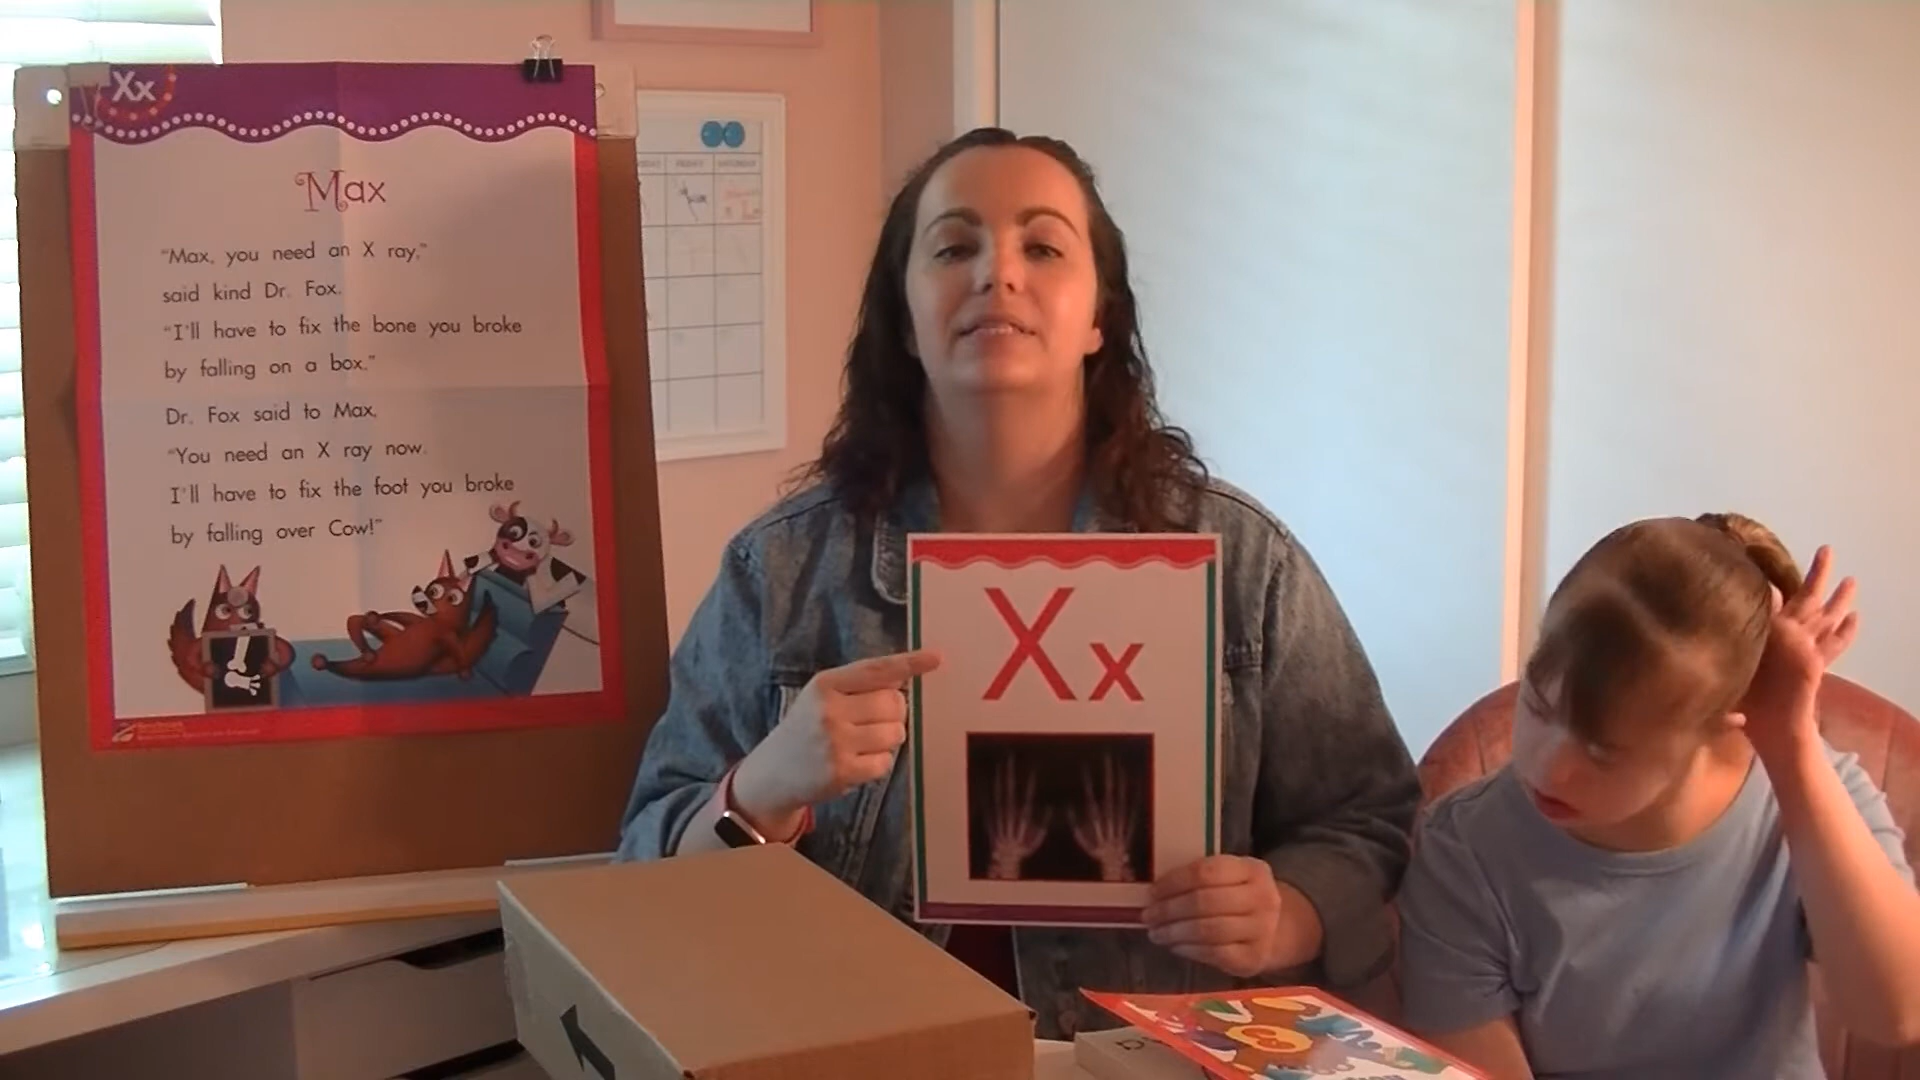 Xx
Max
"Max, you need an X ray,"
said kind Dr. Fox.
"I'll have to fix the bone you broke
by falling on a box."
Dr. Fox said to Max,
"You need an X ray now.
I'll have to fix the foot you broke
by falling over Cow!"
FRIDAY SATURDAY
Xx